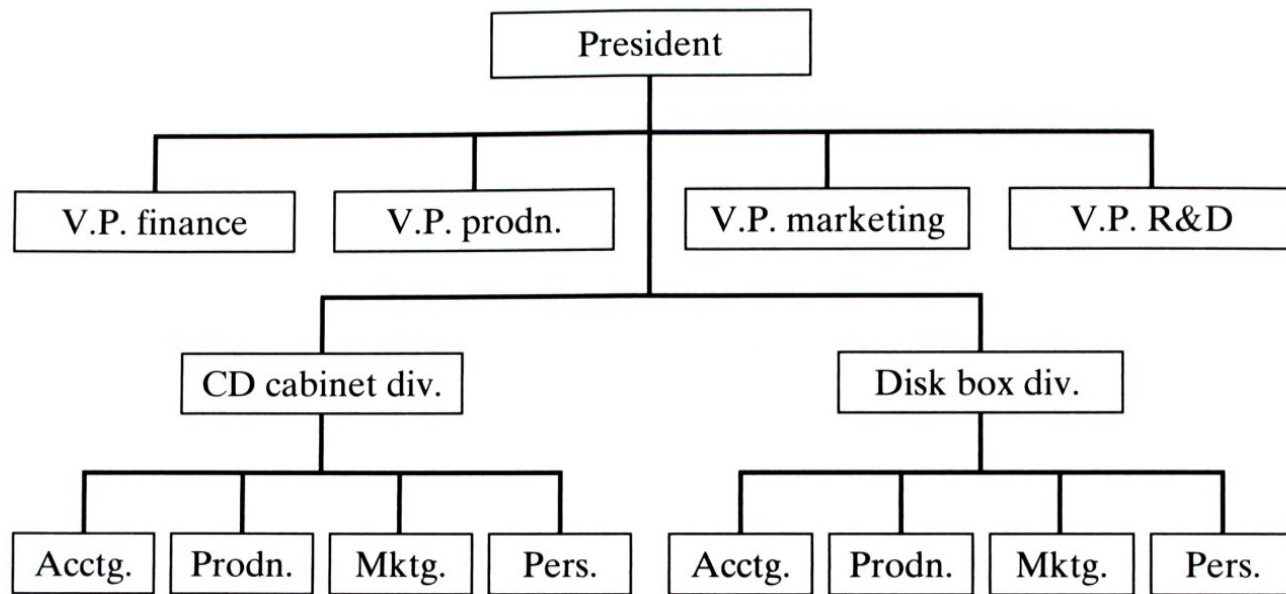 President
V.P. finance
V.P. prodn.
V.P. marketing
V.P. R&D
CD cabinet div.
Disk box div.
Acctg.
Prodn.
Mktg.
Pers.
Acctg.
Prodn.
Mktg.
Pers.